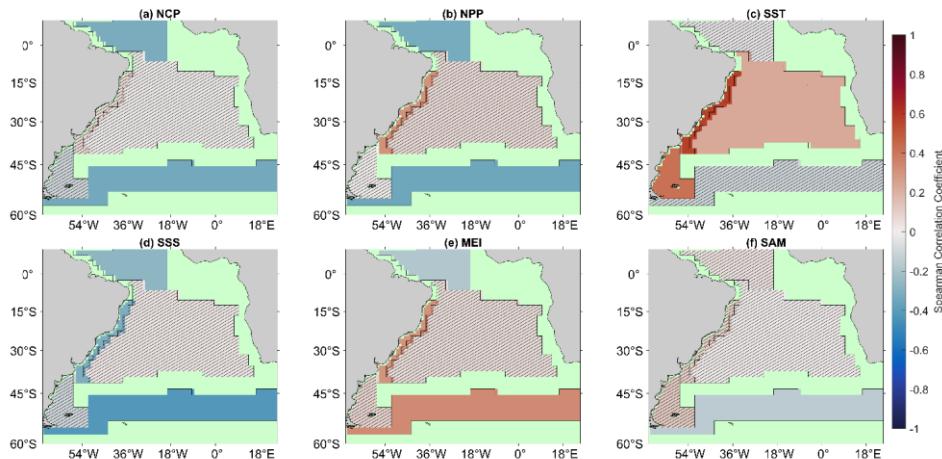 (a) NCP
(b) NPP
(c) SST
0°
15°S
30°S
45°S
60°S
54°W 36°W 18°W 0° 18°E
0°
15°S
30°S
45°S
60°S
54°W 36°W 18°W 0° 18°E
0°
15°S
30°S
45°S
60°S
54°W 36°W 18°W 0° 18°E
(d) SSS
(e) MEI
(f) SAM
0°
15°S
30°S
45°S
60°S
54°W 36°W 18°W 0° 18°E
0°
15°S
30°S
45°S
60°S
54°W 36°W 18°W 0° 18°E
0°
15°S
30°S
45°S
60°S
54°W 36°W 18°W 0° 18°E
1
0.8
0.6
0.4
0.2
0
-0.2
-0.4
-0.6
-0.8
-1
Spearman Correlation Coefficient